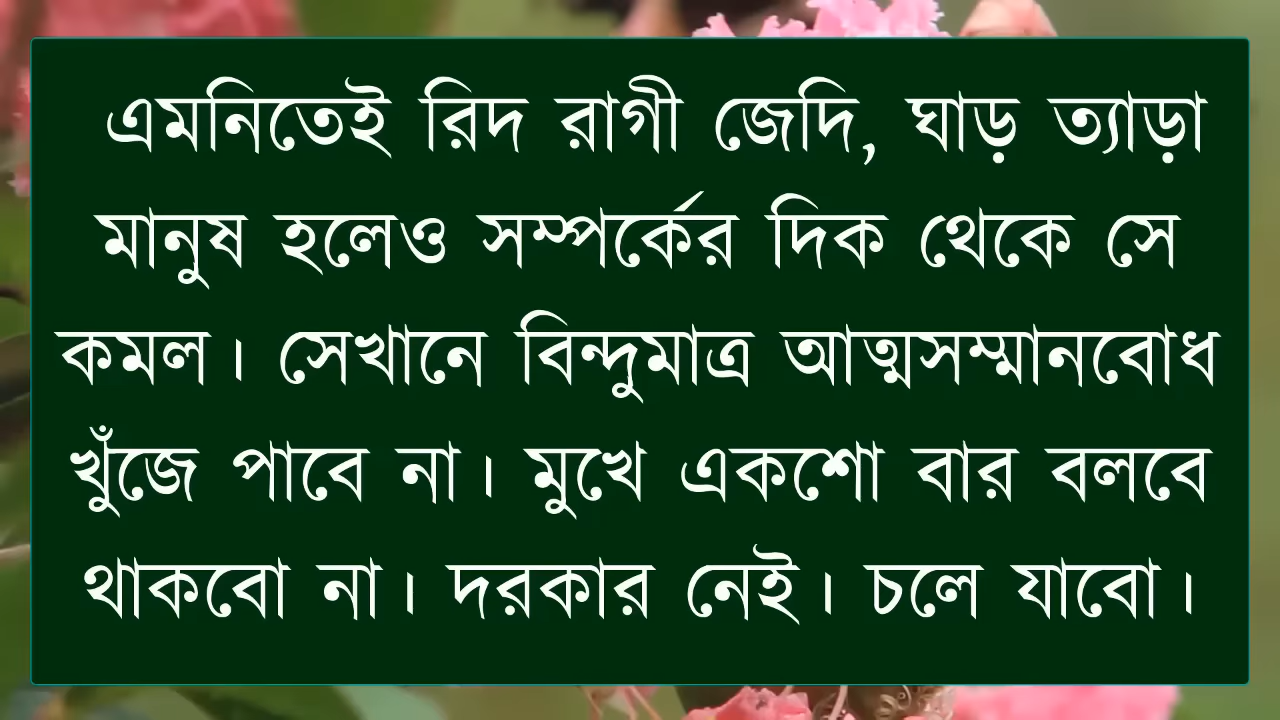 এমনিতেই রিদ রাগী জেদি, ঘাড় ত্যাড়া
মানুষ হলেও সম্পর্কের দিক থেকে সে
কমল। সেখানে বিন্দুমাত্র আত্মসম্মানবোধ
খুঁজে পাবে না। মুখে একশো বার বলবে
থাকবো না। দরকার নেই। চলে যাবো।